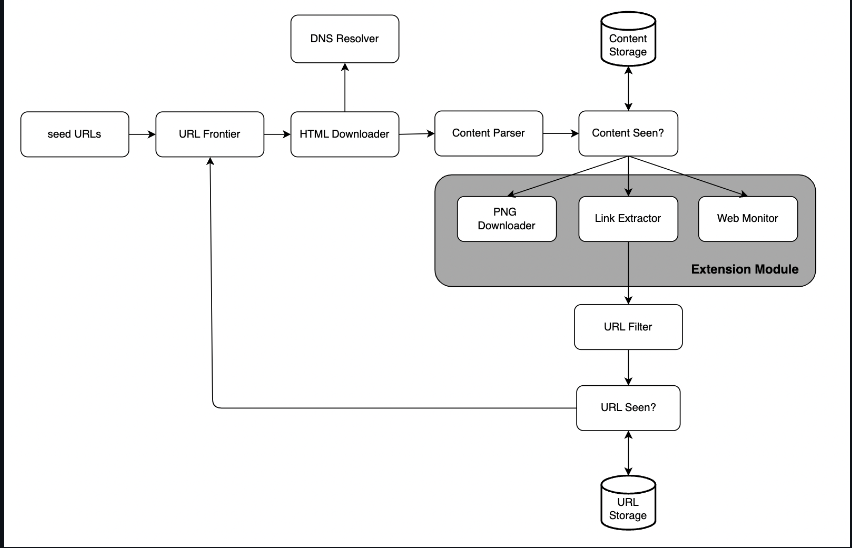 DNS Resolver
Content
Storage
seed URLs
URL Frontier
HTML Downloader
Content Parser
Content Seen?
PNG
Downloader
Link Extractor
Web Monitor
Extension Module
URL Filter
URL Seen?
URL
Storage